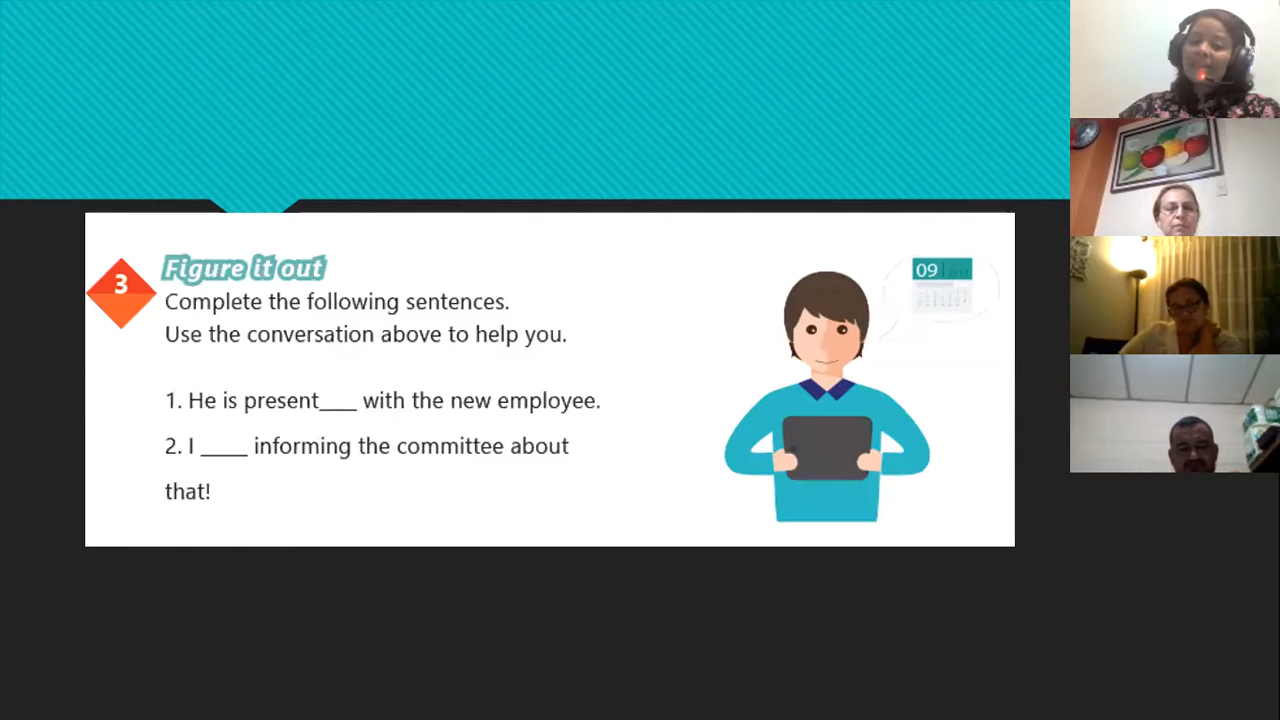 3
Figure it out
Complete the following sentences.
Use the conversation above to help you.
1. He is present___ with the new employee.
2. I ____ informing the committee about
that!
09